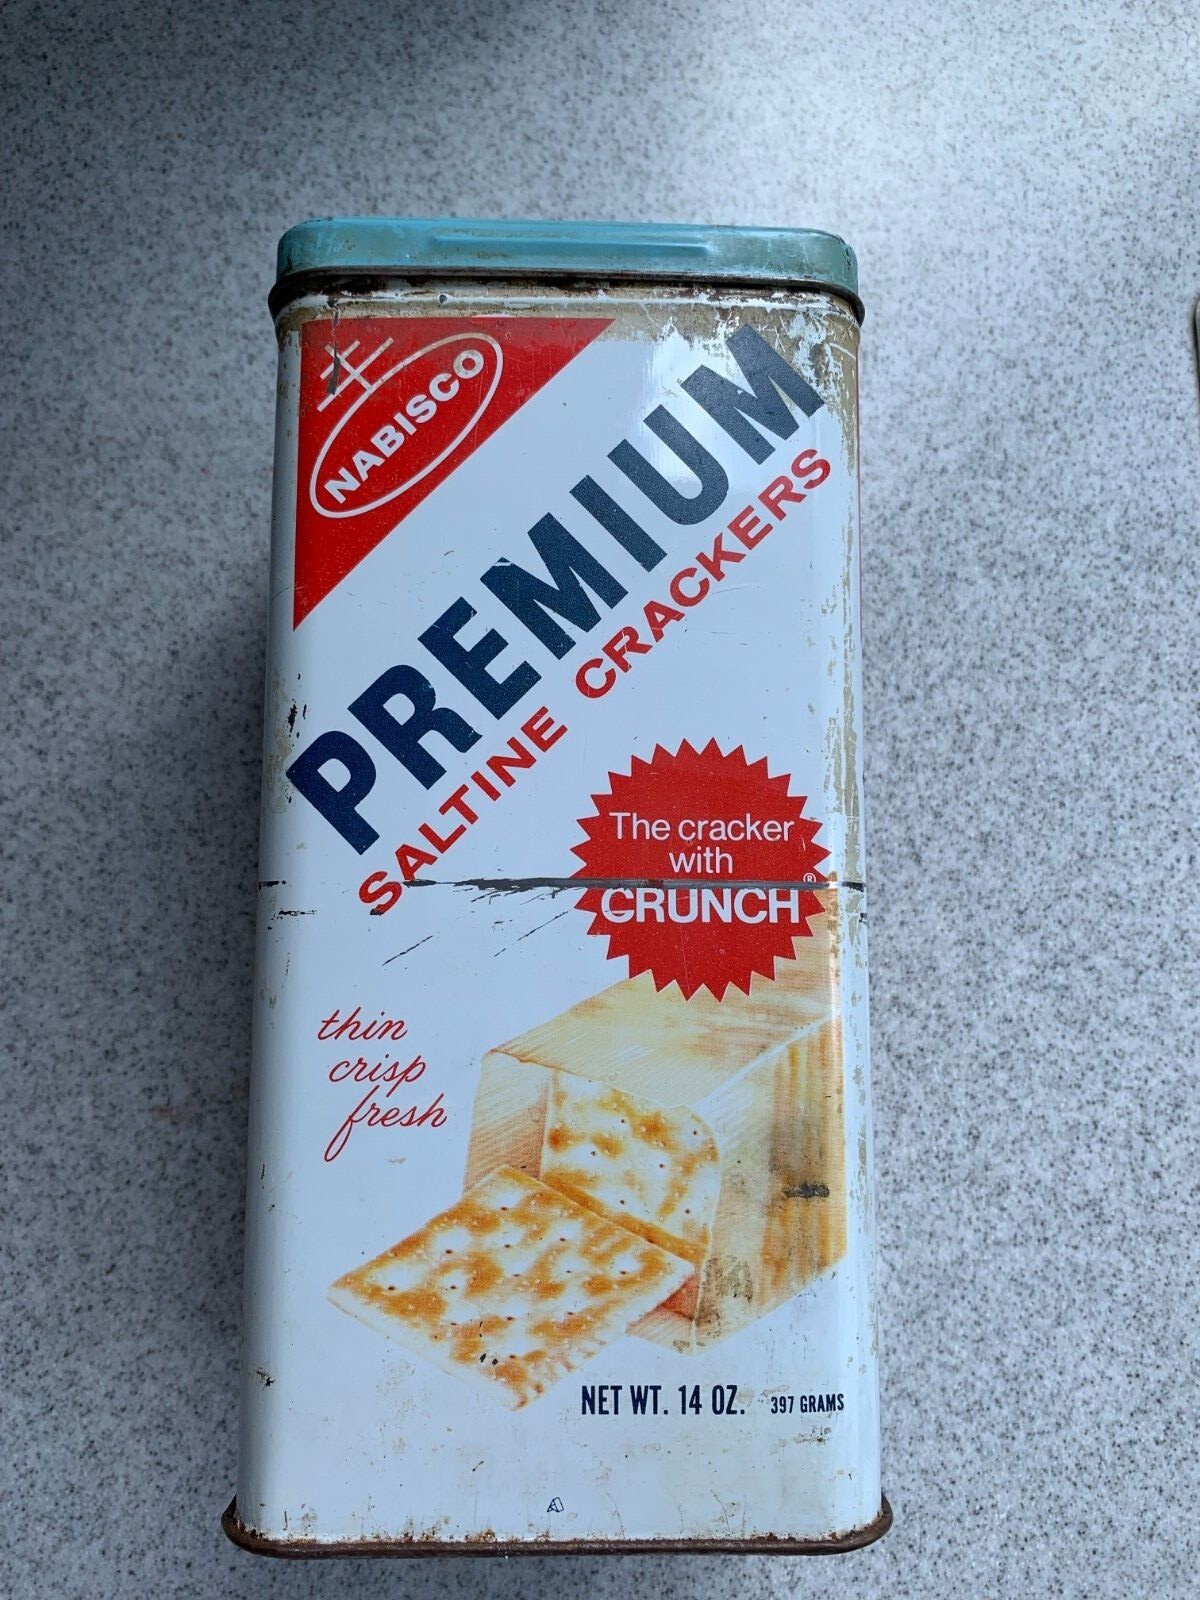 NABISCO
PREMIUM
SALTINE CRACKERS
The cracker
with
CRUNCH®
thin
crisp
fresh
NET WT. 14 OZ. 397 GRAMS